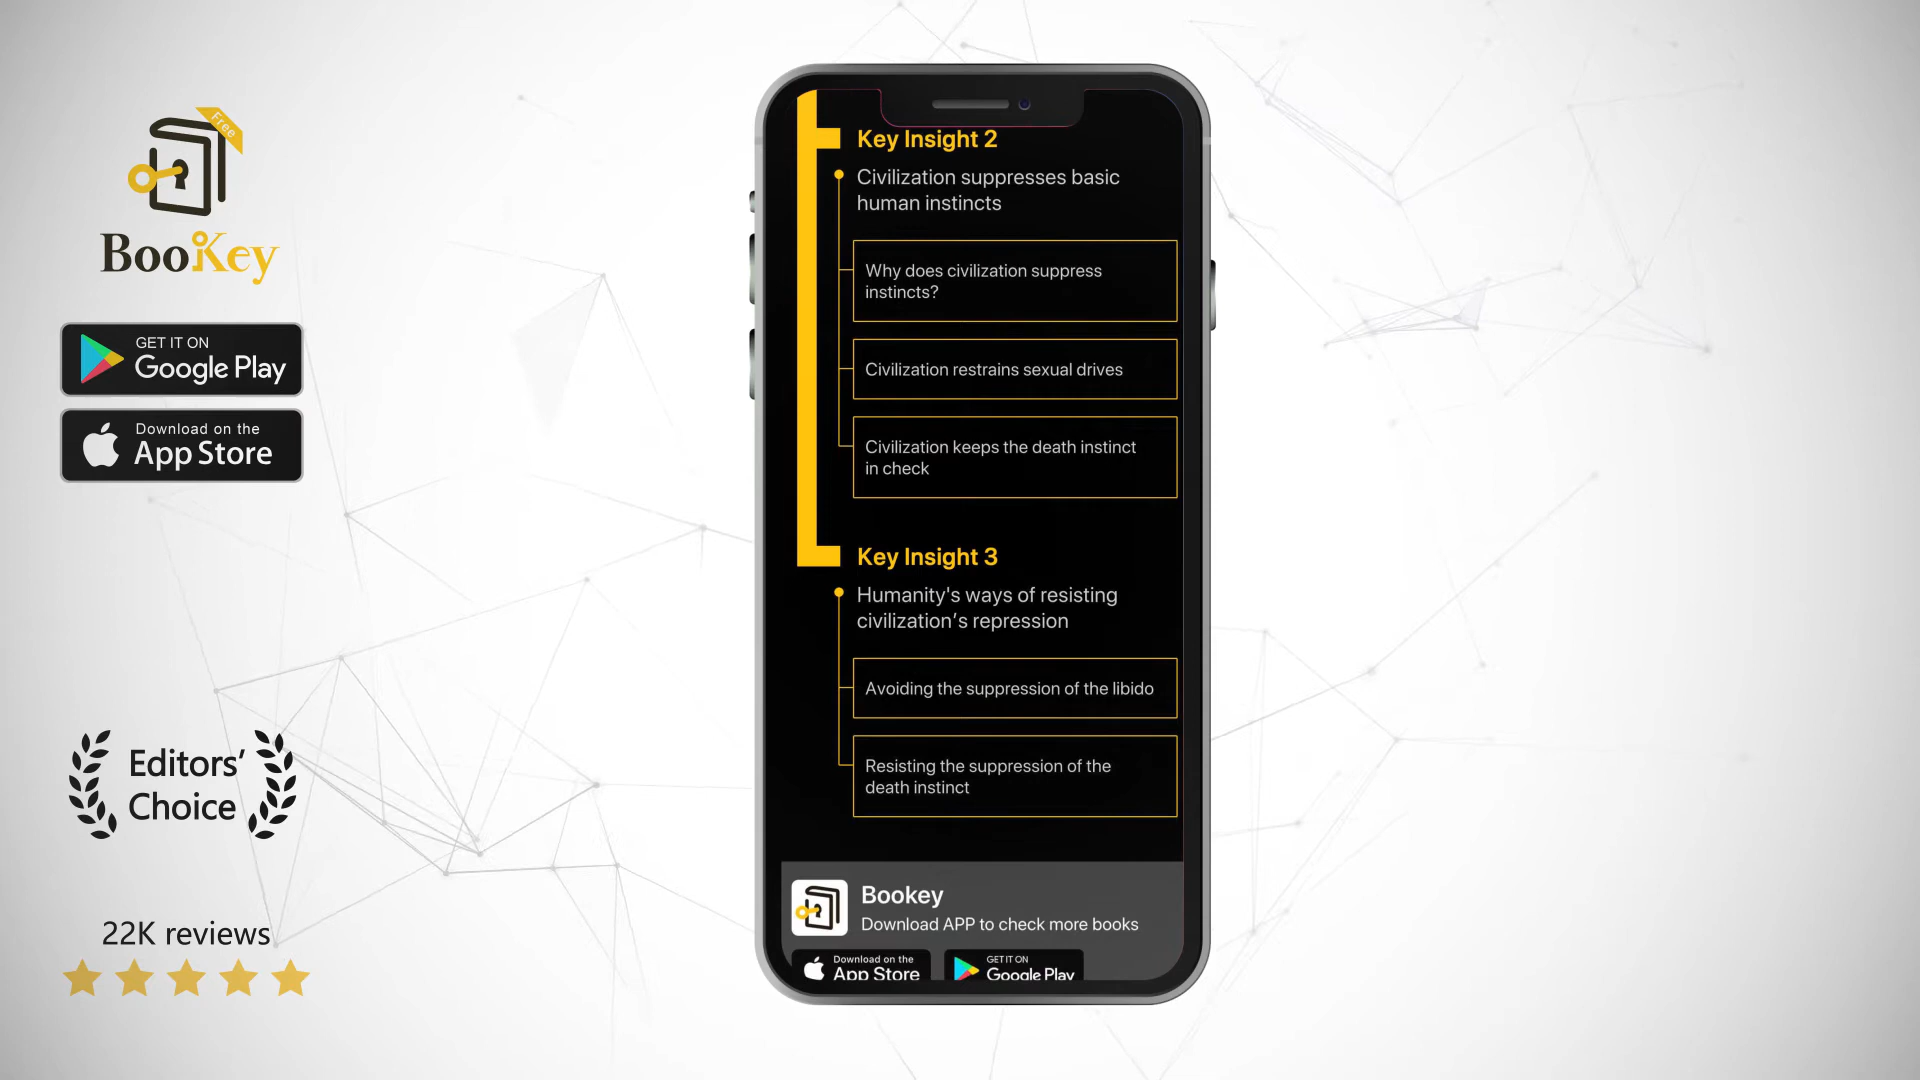 Free
BooKey
GET IT ON
Google Play
Download on the
App Store
Editors’
Choice
22K reviews
Key Insight 2
Civilization suppresses basic
human instincts
Why does civilization suppress
instincts?
Civilization restrains sexual drives
Civilization keeps the death instinct
in check
Key Insight 3
Humanity's ways of resisting
civilization’s repression
Avoiding the suppression of the libido
Resisting the suppression of the
death instinct
Bookey
Download APP to check more books
Download on the
App Store
GET IT ON
Google Play